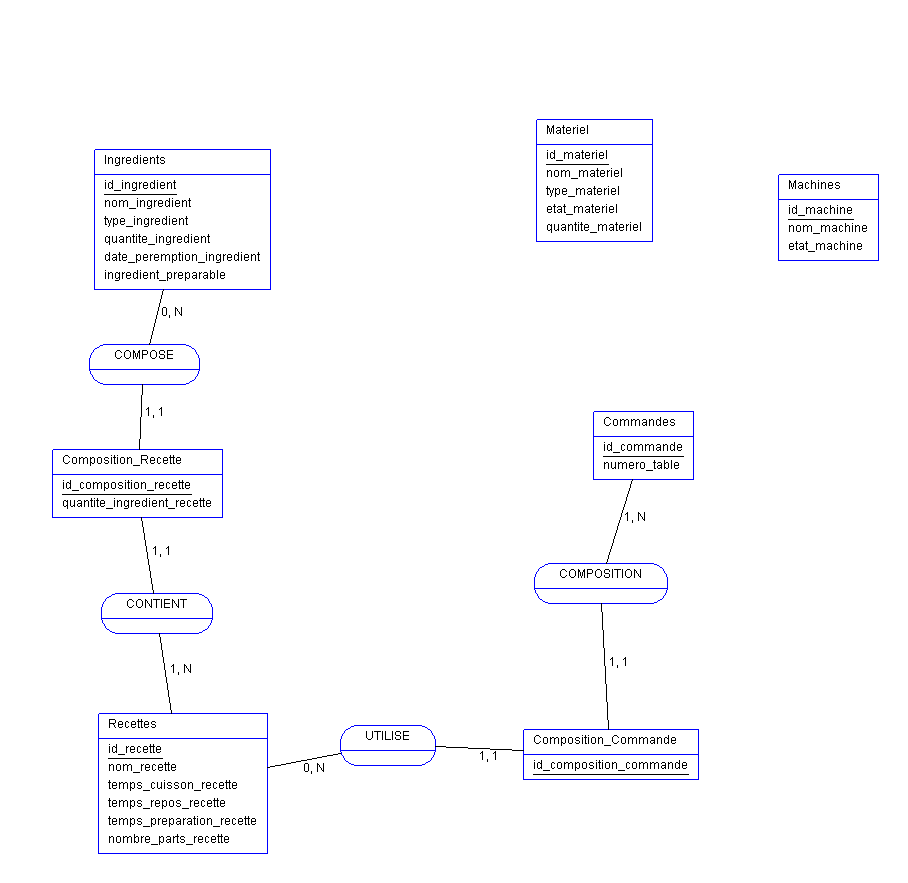 Materiel
id_materiel
nom_materiel
type_materiel
etat_materiel
quantite_materiel
Ingredients
id_ingredient
nom_ingredient
type_ingredient
quantite_ingredient
date_peremption_ingredient
ingredient_preparable
Machines
id_machine
nom_machine
etat_machine
0, N
COMPOSE
1, 1
Commandes
id_commande
numero_table
Composition_Recette
id_composition_recette
quantite_ingredient_recette
1, N
1, 1
COMPOSITION
CONTIENT
1, 1
1, N
Recettes
id_recette
nom_recette
temps_cuisson_recette
temps_repos_recette
temps_preparation_recette
nombre_parts_recette
UTILISE
0, N
1, 1
Composition_Commande
id_composition_commande